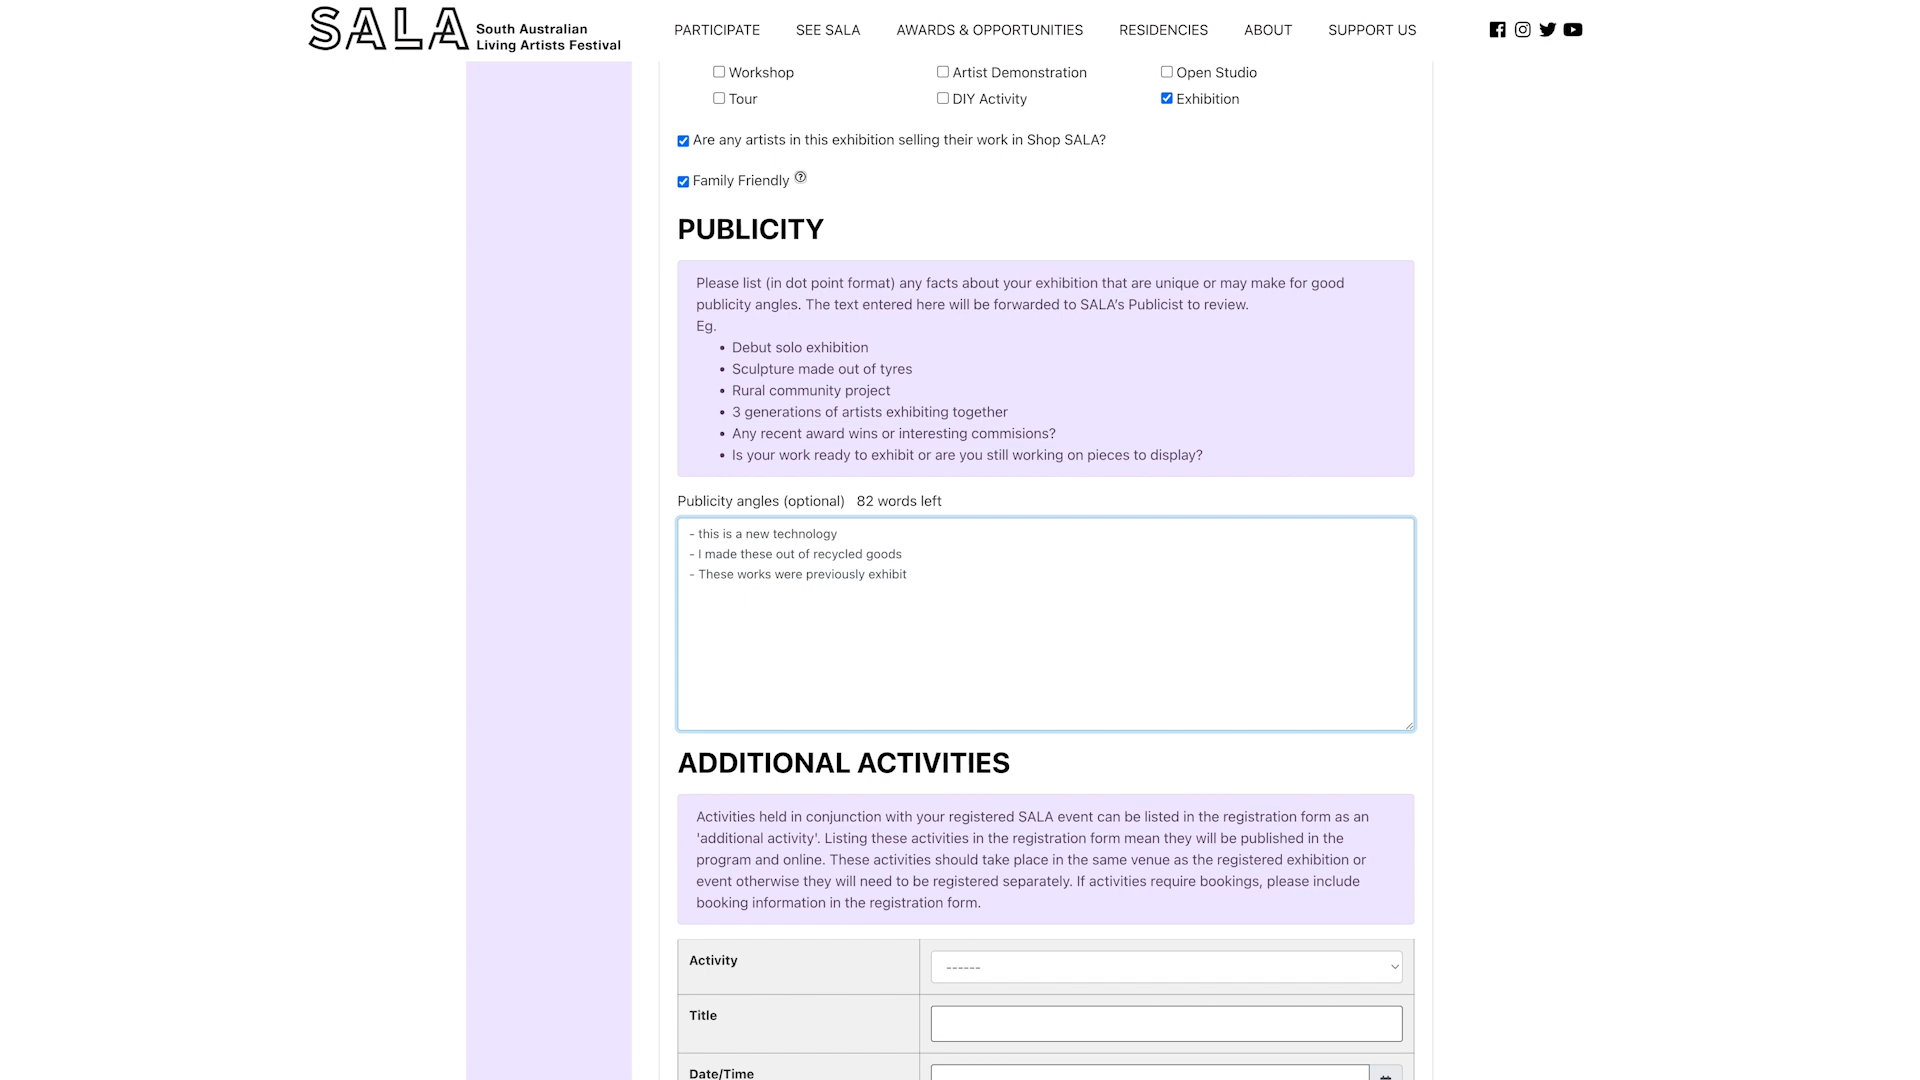 SALA South Australian
Living Artists Festival
PARTICIPATE SEE SALA AWARDS & OPPORTUNITIES RESIDENCIES ABOUT SUPPORT US
Workshop Artist Demonstration Open Studio
Tour DIY Activity Exhibition
Are any artists in this exhibition selling their work in Shop SALA?
Family Friendly ?
PUBLICITY
Please list (in dot point format) any facts about your exhibition that are unique or may make for good
publicity angles. The text entered here will be forwarded to SALA's Publicist to review.
Eg.
• Debut solo exhibition
• Sculpture made out of tyres
• Rural community project
• 3 generations of artists exhibiting together
• Any recent award wins or interesting commisions?
• Is your work ready to exhibit or are you still working on pieces to display?
Publicity angles (optional) 82 words left
- this is a new technology
- I made these out of recycled goods
- These works were previously exhibit
ADDITIONAL ACTIVITIES
Activities held in conjunction with your registered SALA event can be listed in the registration form as an
'additional activity'. Listing these activities in the registration form mean they will be published in the
program and online. These activities should take place in the same venue as the registered exhibition or
event otherwise they will need to be registered separately. If activities require bookings, please include
booking information in the registration form.
Activity ------
Title
Date/Time